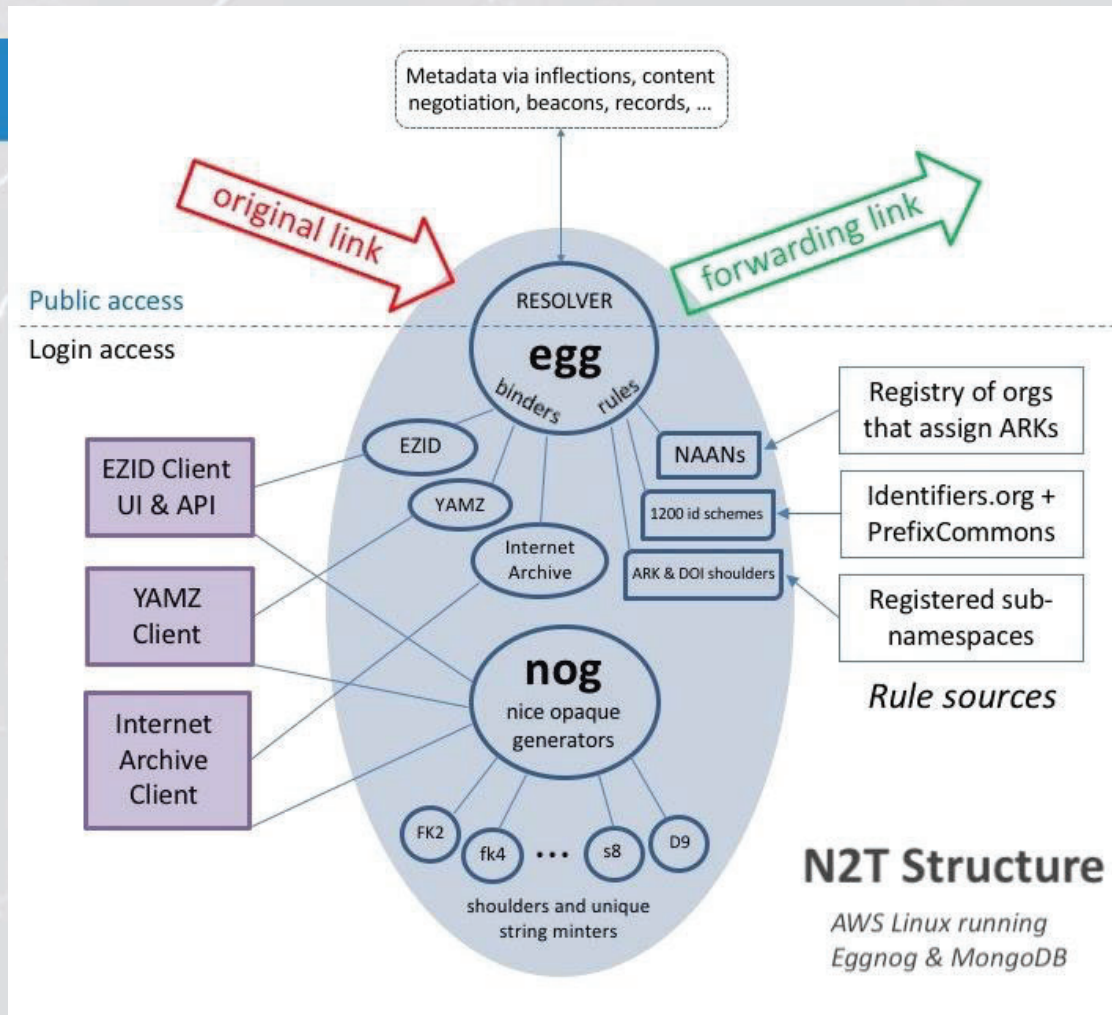 Metadata via inflections, content
negotiation, beacons, records, ...
original link
forwarding link
Public access
RESOLVER
Login access
egg
binders
rules
EZID
NAANs
Registry of orgs
that assign ARKs
EZID Client
UI & API
YAMZ
1200 id schemes
Identifiers.org +
PrefixCommons
Internet
Archive
ARK & DOI shoulders
YAMZ
Client
Registered sub-
namespaces
nog
nice opaque
generators
Rule sources
Internet
Archive
Client
FK2
fk4
...
s8
D9
shoulders and unique
string minters
N2T Structure
AWS Linux running
Eggnog & MongoDB